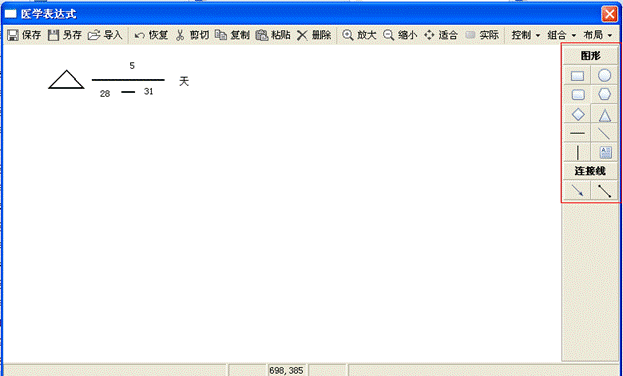 医学表达式
保存 另存 导入 恢复 剪切 复制 粘贴 删除 放大 缩小 适合 实际 控制 组合 布局
图形
5
天
28 31
A
连接线
698,385